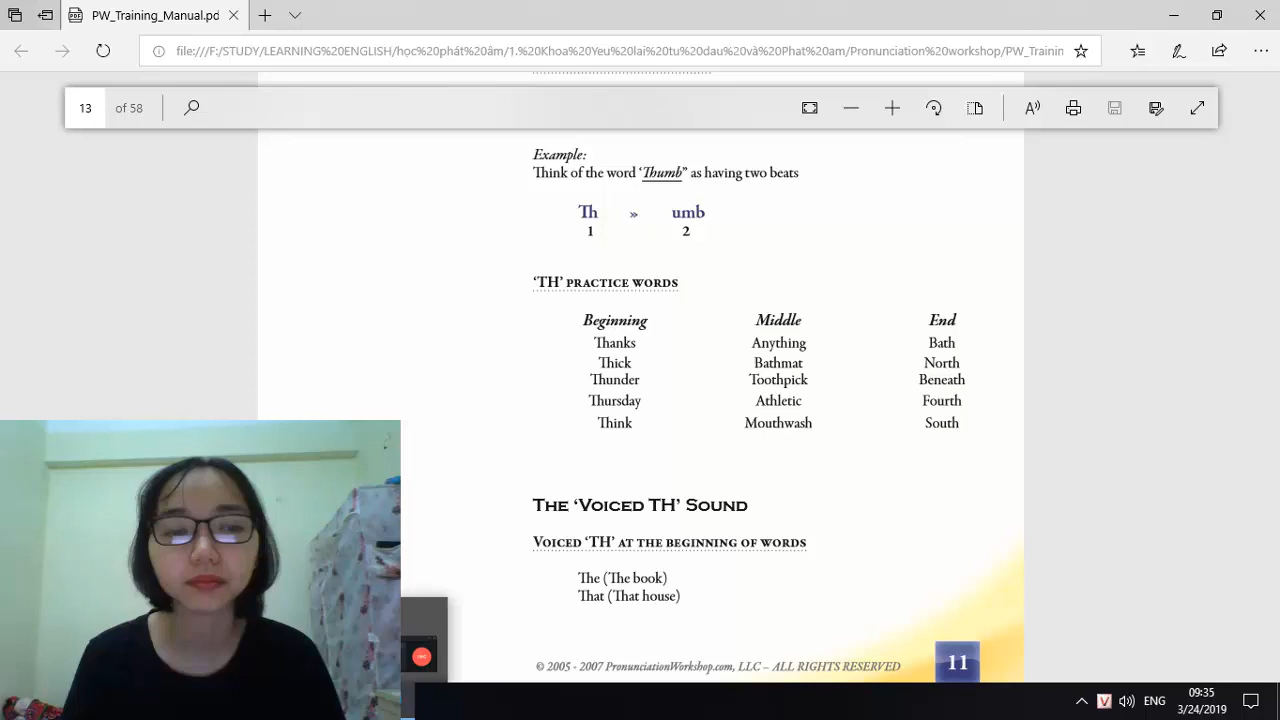 file:///F:/STUDY/LEARNING%20ENGLISH/học%20phát%20âm/1.%20Khoa%20Yeu%20lai%20tu%20dau%20và%20Phat%20am/Pronunciation%20workshop/PW_Trainin
13 of 58
Example:
Think of the word ‘Thumb” as having two beats
Th » umb
1 2
‘TH’ PRACTICE WORDS
Beginning Middle End
Thanks Anything Bath
Thick Bathmat North
Thunder Toothpick Beneath
Thursday Athletic Fourth
Think Mouthwash South
THE ‘VOICED TH’ SOUND
VOICED ‘TH’ AT THE BEGINNING OF WORDS
The (The book)
That (That house)
© 2005 - 2007 PronunciationWorkshop.com, LLC – ALL RIGHTS RESERVED
11
V ENG
09:35
3/24/2019